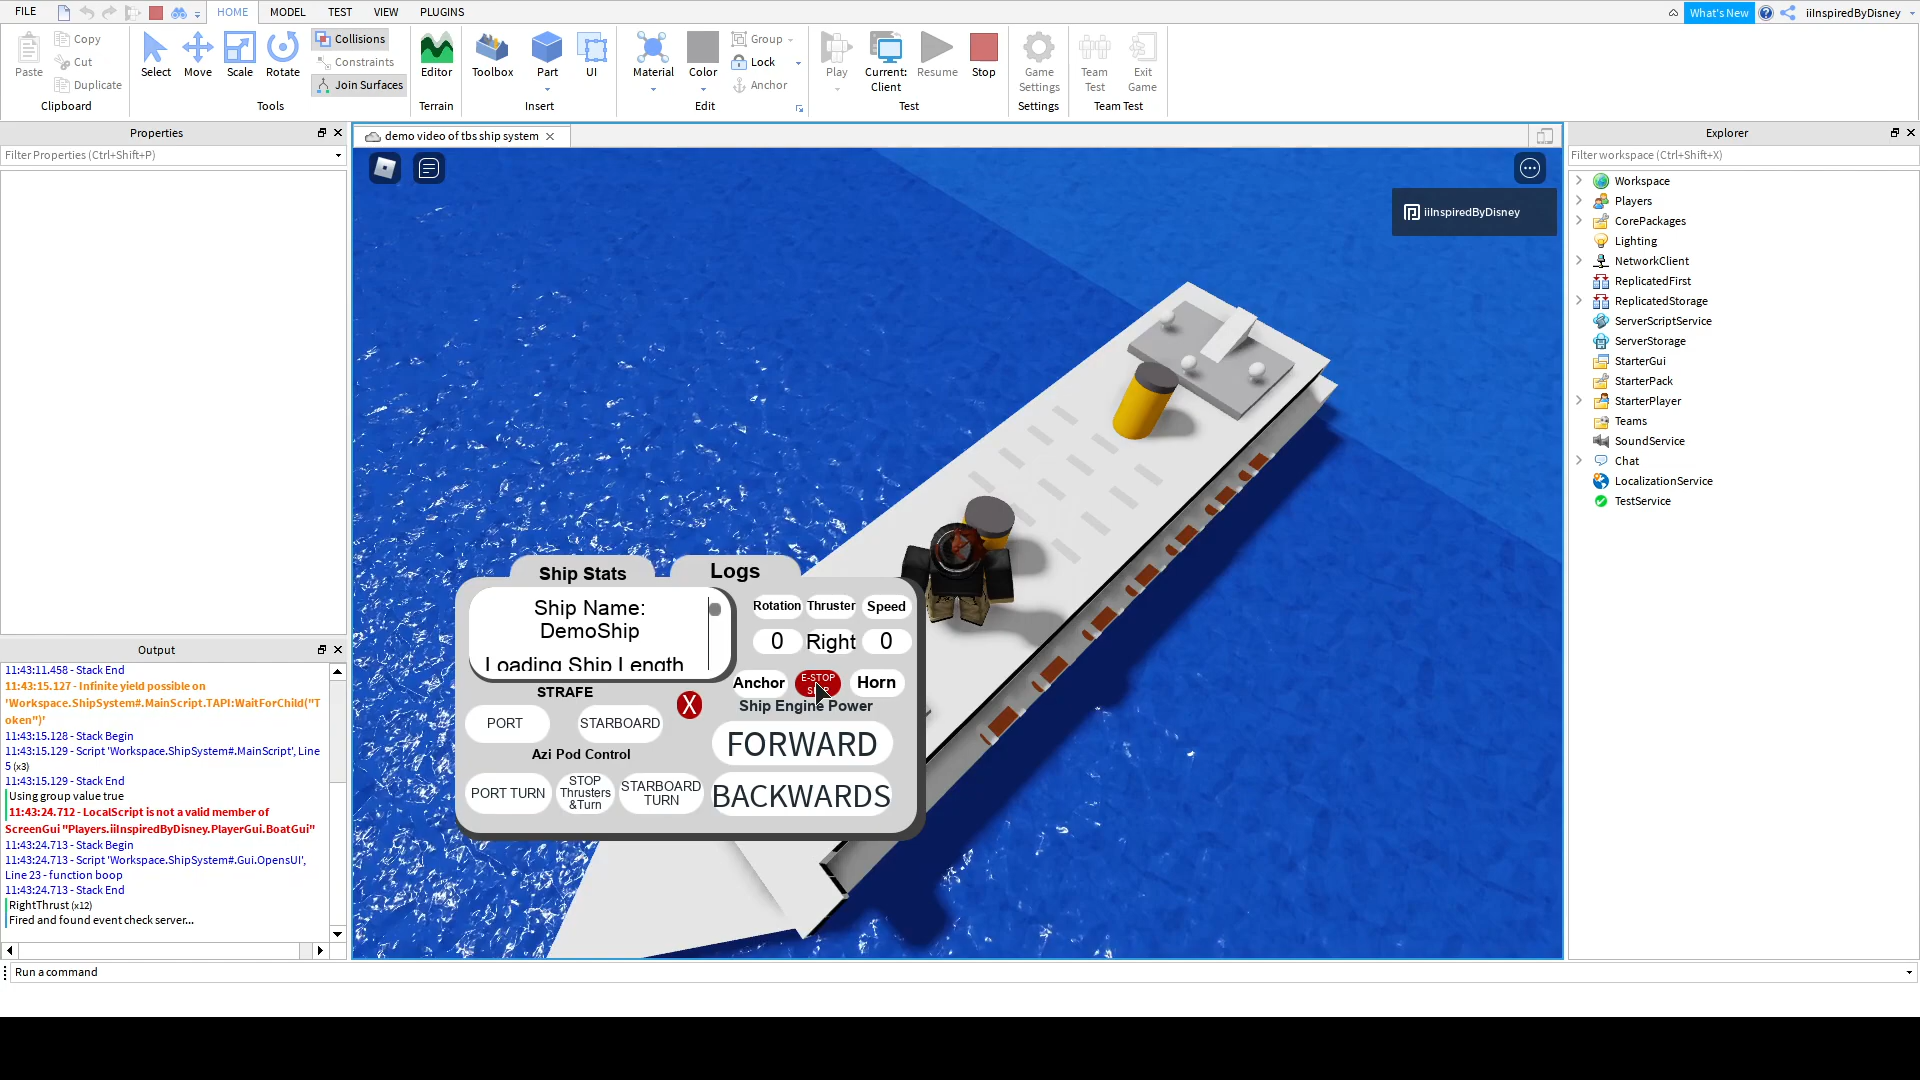 FILE
HOME
MODEL
TEST
VIEW
PLUGINS
What's New
iiInspiredByDisney
Paste
Copy
Cut
Duplicate
Clipboard
Select
Move
Scale
Rotate
Collisions
Constraints
Join Surfaces
Tools
Editor
Terrain
Toolbox
Part
UI
Insert
Material
Color
Group
Lock
Anchor
Edit
Play
Current:
Client
Resume
Stop
Test
Game
Settings
Settings
Team
Test
Exit
Game
Team Test
Properties
Filter Properties (Ctrl+Shift+P)
demo video of tbs ship system
iiInspiredByDisney
Ship Stats
Logs
Ship Name:
DemoShip
Loading Ship Length
Rotation
Thruster
Speed
0
Right
0
Anchor
E-STOP
Horn
STRAFE
X
Ship Engine Power
PORT
STARBOARD
FORWARD
Azi Pod Control
PORT TURN
STOP
Thrusters
&Turn
STARBOARD
TURN
BACKWARDS
Output
11:43:11.458 - Stack End
11:43:15.127 - Infinite yield possible on
'Workspace.ShipSystem#.MainScript.TAPI:WaitForChild("T
oken")'
11:43:15.128 - Stack Begin
11:43:15.129 - Script 'Workspace.ShipSystem#.MainScript', Line
5 (x3)
11:43:15.129 - Stack End
Using group value true
11:43:24.712 - LocalScript is not a valid member of
ScreenGui "Players.iiInspiredByDisney.PlayerGui.BoatGui"
11:43:24.713 - Stack Begin
11:43:24.713 - Script 'Workspace.ShipSystem#.Gui.OpensUI',
Line 23 - function boop
11:43:24.713 - Stack End
RightThrust (x12)
Fired and found event check server...
Explorer
Filter workspace (Ctrl+Shift+X)
Workspace
Players
CorePackages
Lighting
NetworkClient
ReplicatedFirst
ReplicatedStorage
ServerScriptService
ServerStorage
StarterGui
StarterPack
StarterPlayer
Teams
SoundService
Chat
LocalizationService
TestService
Run a command